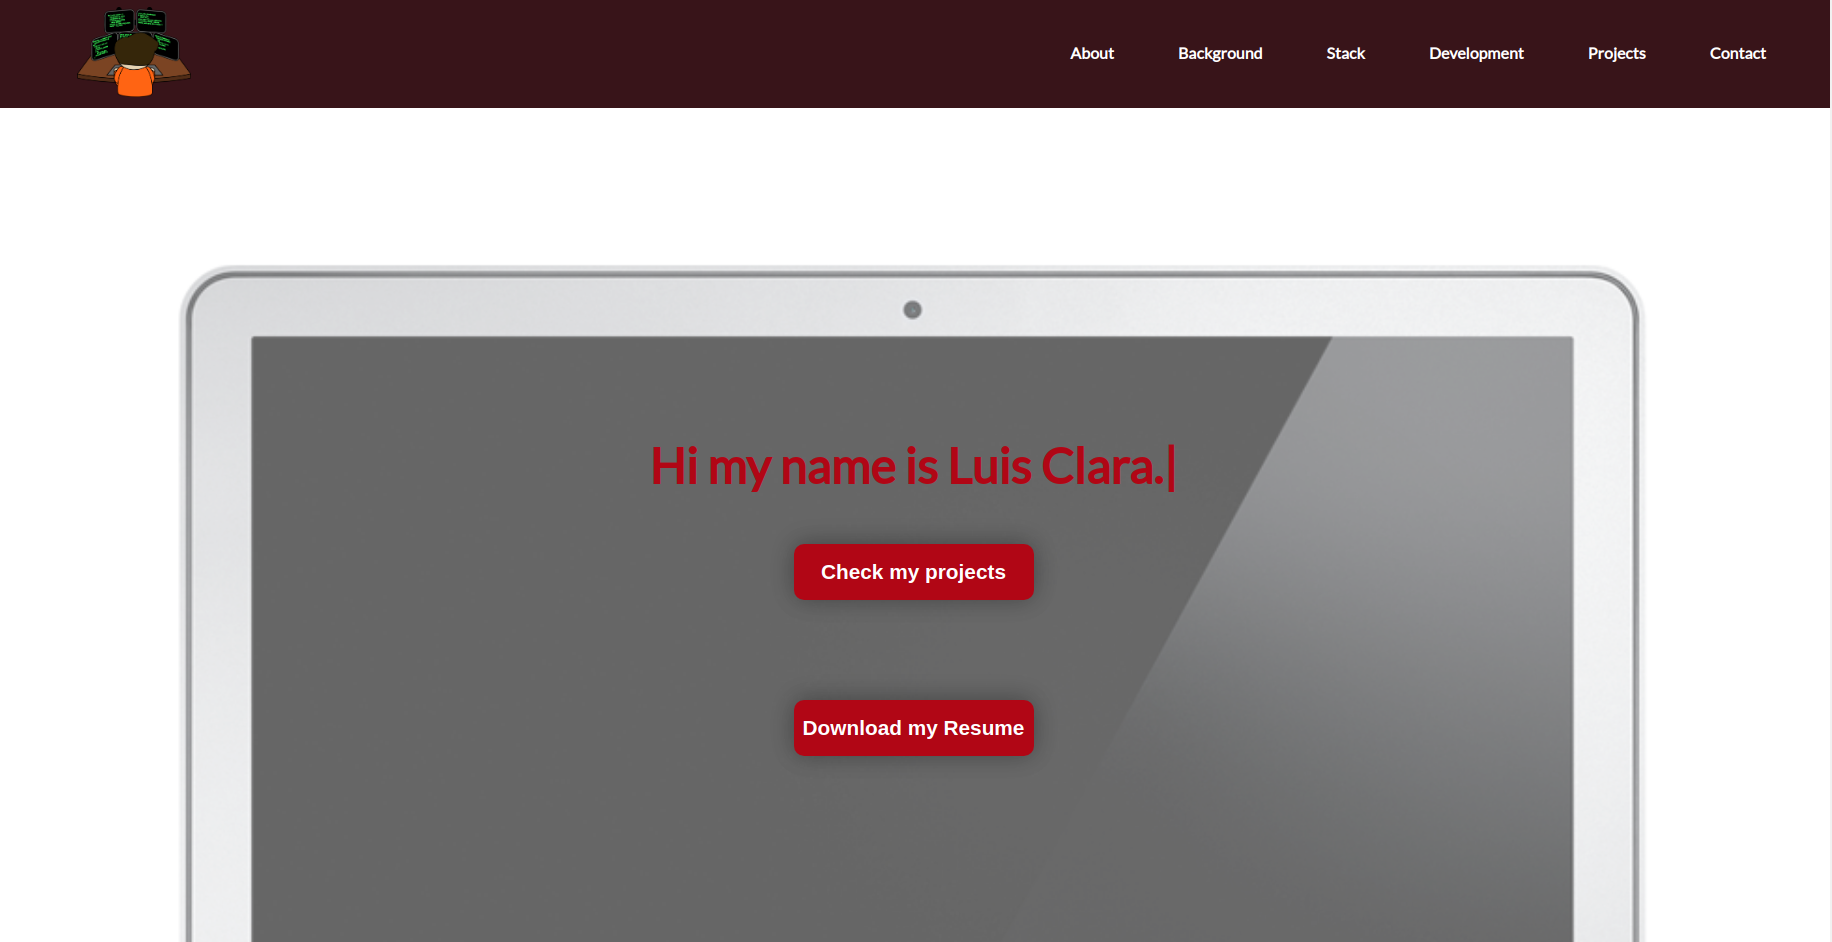 About
Background
Stack
Development
Projects
Contact
Hi my name is Luis Clara.|
Check my projects
Download my Resume